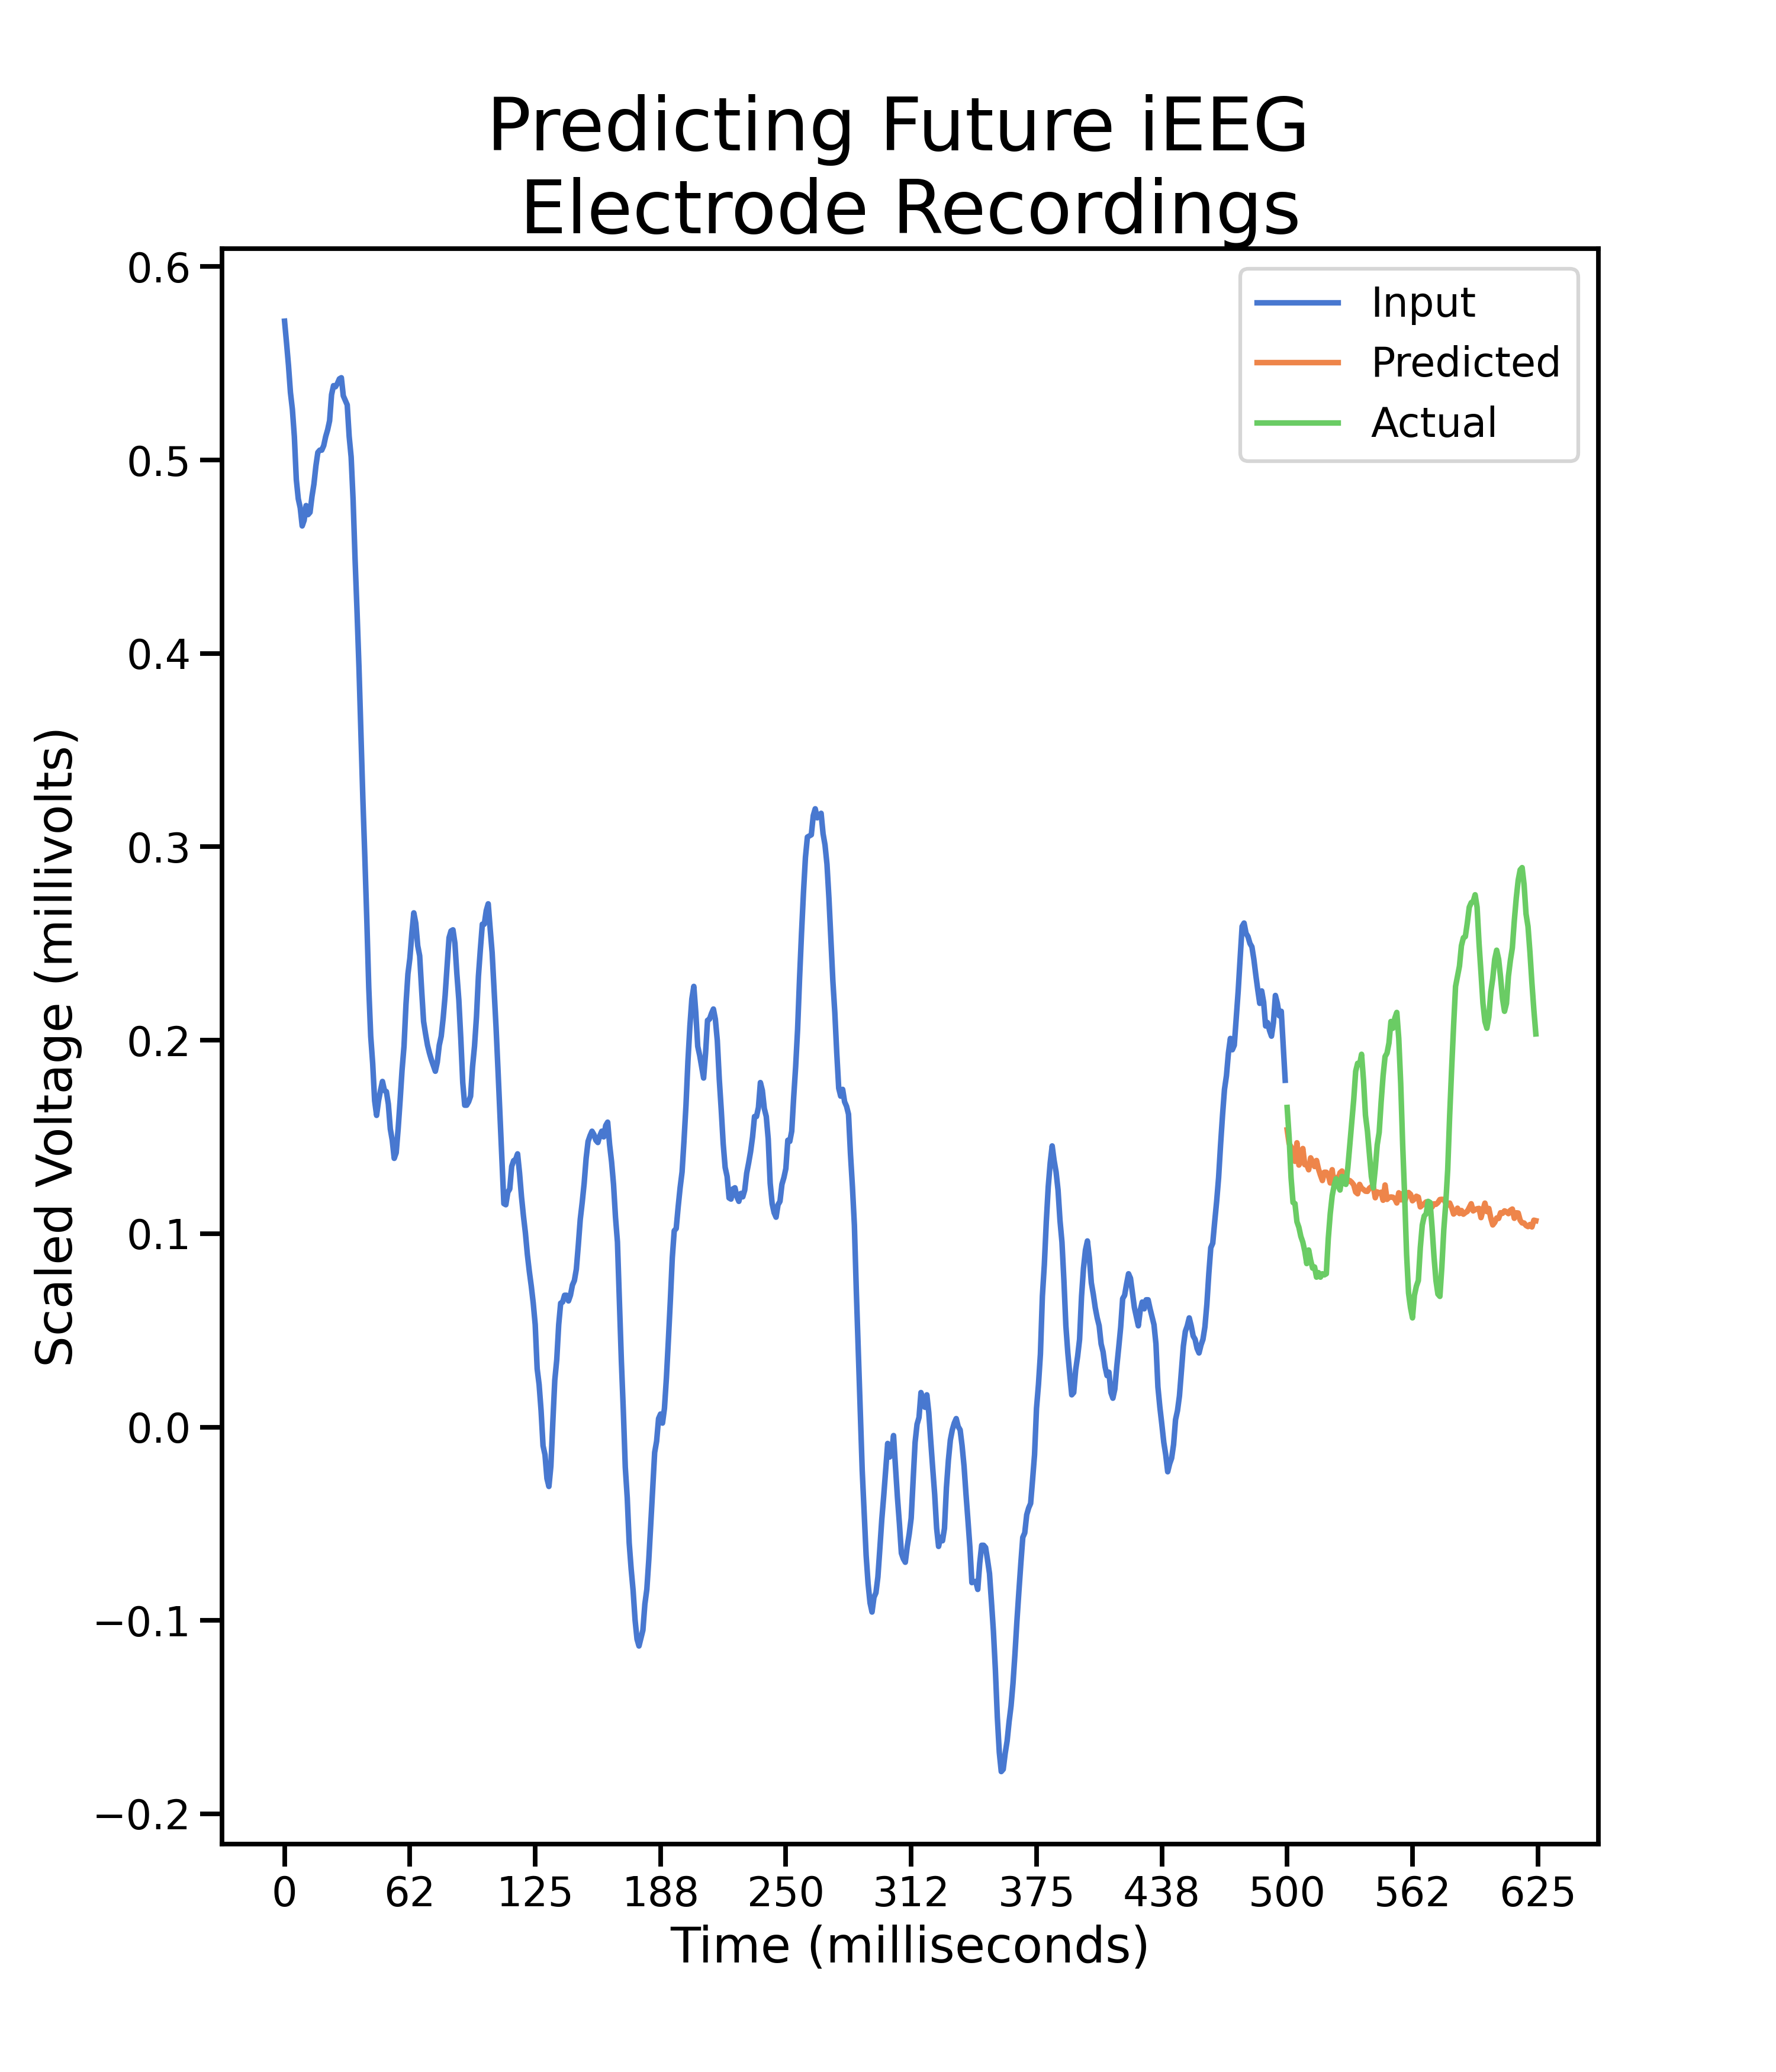 Predicting Future iEEG
Electrode Recordings
Input
Predicted
Actual
Scaled Voltage (millivolts)
0.6
0.5
0.4
0.3
0.2
0.1
0.0
−0.1
−0.2
0 62 125 188 250 312 375 438 500 562 625
Time (milliseconds)